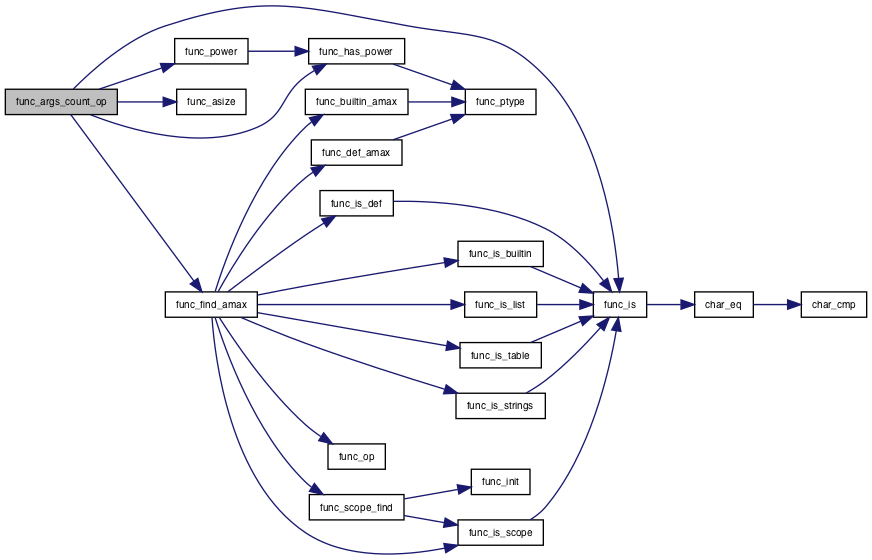 func_args_count_op
func_power
func_asize
func_find_amax
func_has_power
func_builtin_amax
func_def_amax
func_is_def
func_is_builtin
func_is_list
func_is_table
func_is_strings
func_op
func_scope_find
func_ptype
func_init
func_is_scope
func_is
char_eq
char_cmp